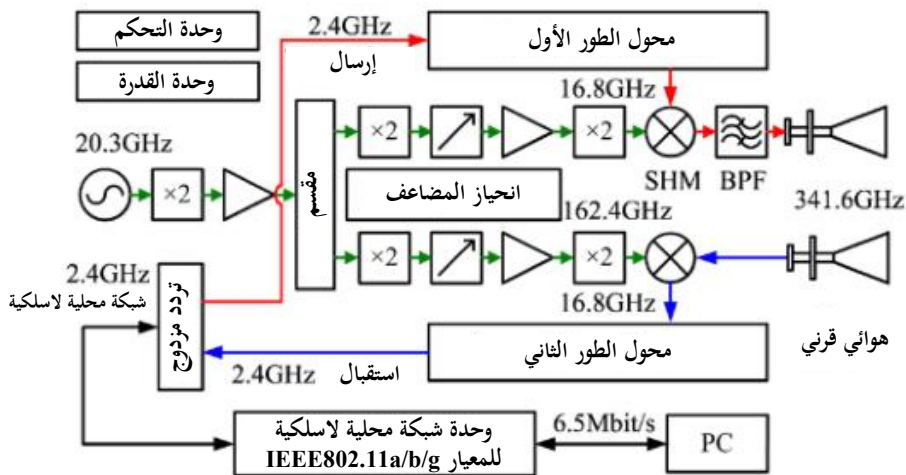 وحدة التحكم
2.4GHz
محول الطور الأول
إرسال
وحدة القدرة
16.8GHz
20.3GHz
×2
×2
×2
SHM
BPF
مقسم
انحياز المضاعف
162.4GHz
341.6GHz
×2
×2
2.4GHz
شبكة محلية لاسلكية
تردد مزدوج
16.8GHz
هوائي قرني
محول الطور الثاني
استقبال
2.4GHz
وحدة شبكة محلية لاسلكية
للمعيار IEEE802.11a/b/g
6.5Mbit/s
PC
×2